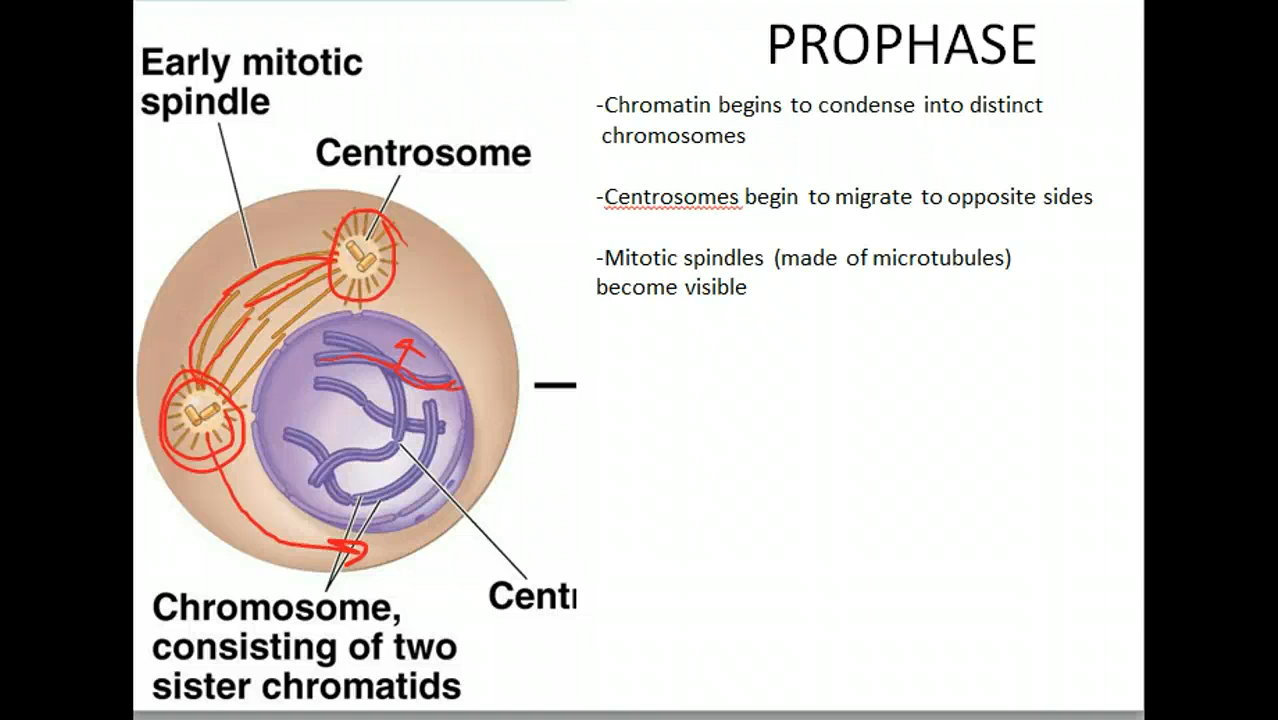 Early mitotic
spindle
Centrosome
Chromosome,
consisting of two
sister chromatids
PROPHASE
-Chromatin begins to condense into distinct
chromosomes
-Centrosomes begin to migrate to opposite sides
-Mitotic spindles (made of microtubules)
become visible